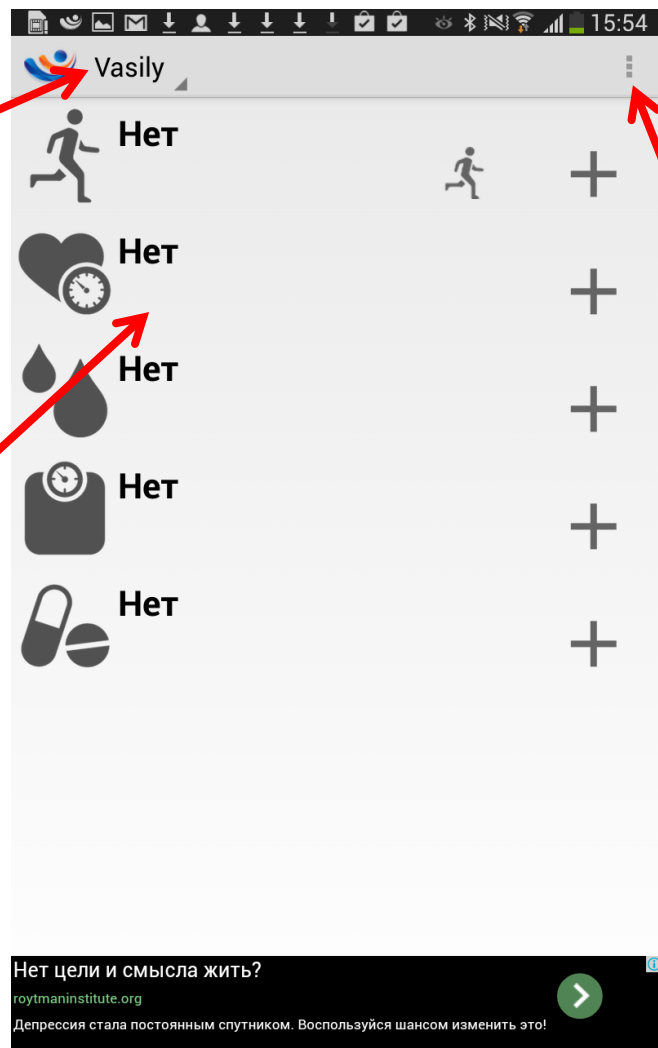 15:54
Vasily
Нет
Нет
Нет
Нет
Нет
Нет цели и смысла жить?
roytmaninstitute.org
Депрессия стала постоянным спутником. Воспользуйся шансом изменить это!